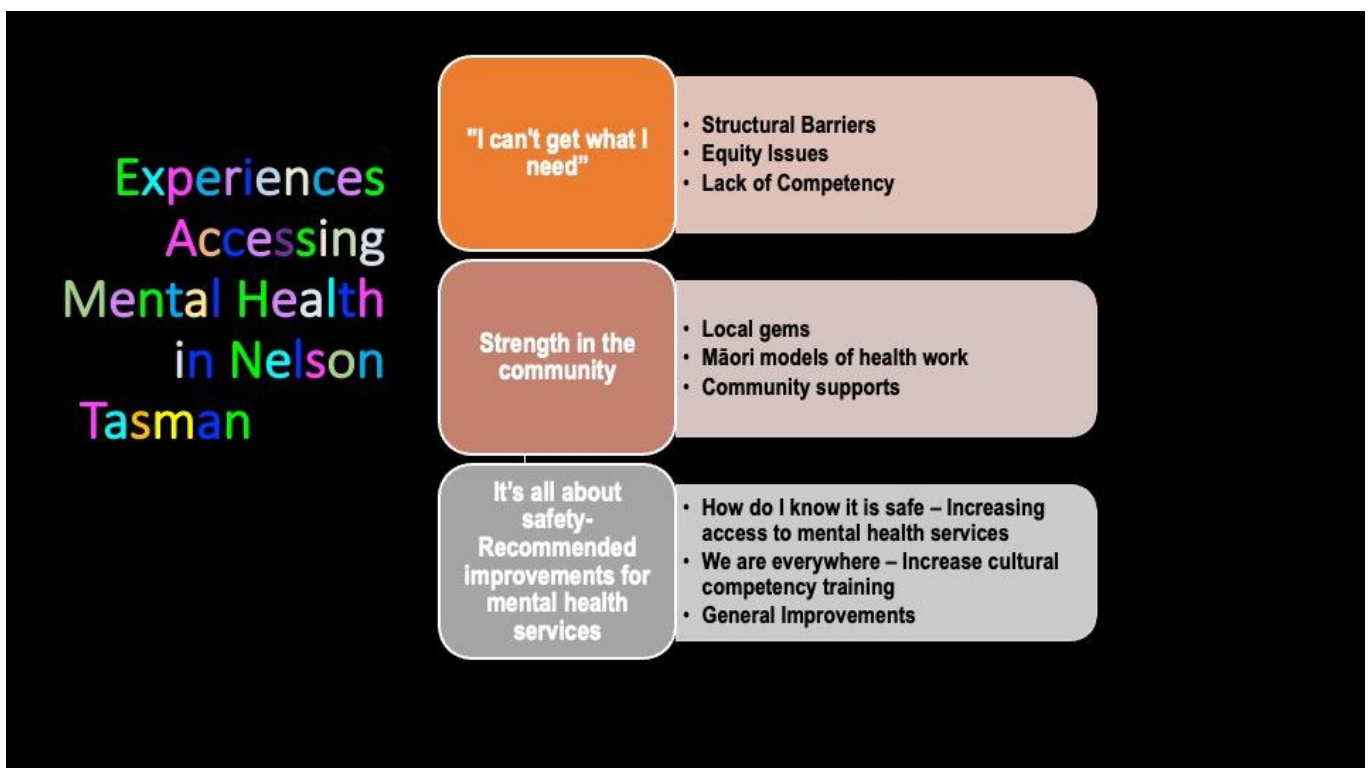 Experiences
Accessing
Mental Health
in Nelson
Tasman
"I can't get what I
need”
• Structural Barriers
• Equity Issues
• Lack of Competency
Strength in the
community
• Local gems
• Māori models of health work
• Community supports
It’s all about
safety-
Recommended
improvements for
mental health
services
• How do I know it is safe – Increasing
access to mental health services
• We are everywhere – Increase cultural
competency training
• General Improvements